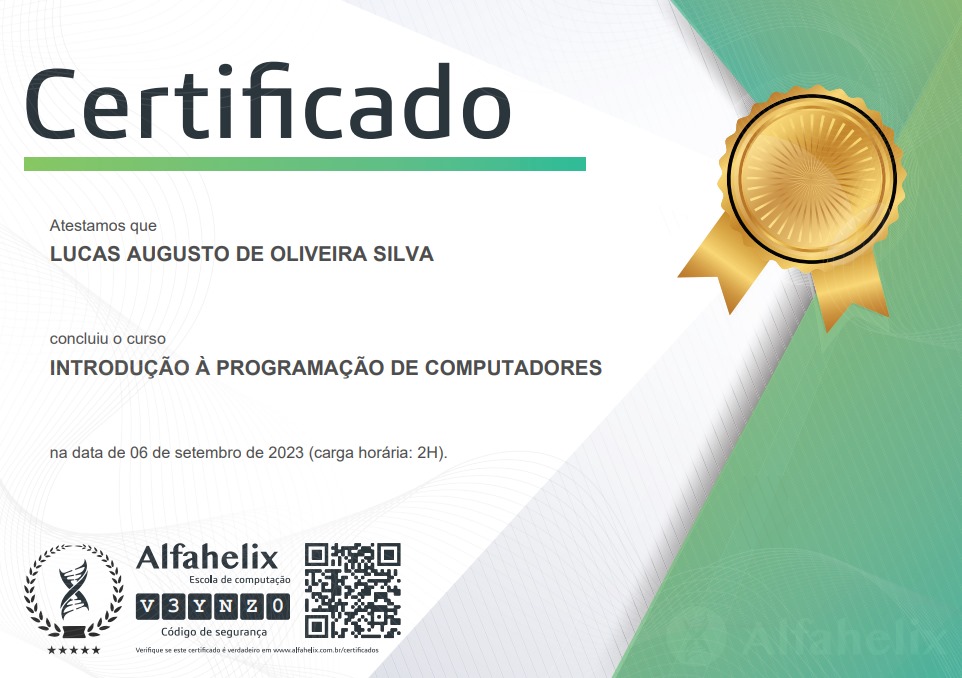 Certificado
Atestamos que
LUCAS AUGUSTO DE OLIVEIRA SILVA
concluiu o curso
INTRODUÇÃO À PROGRAMAÇÃO DE COMPUTADORES
na data de 06 de setembro de 2023 (carga horária: 2H).
Alfahelix
Escola de computação
V3YNZ0
Código de segurança
Verifique se este certificado é verdadeiro em www.alfahelix.com.br/certificados
Alfahelix